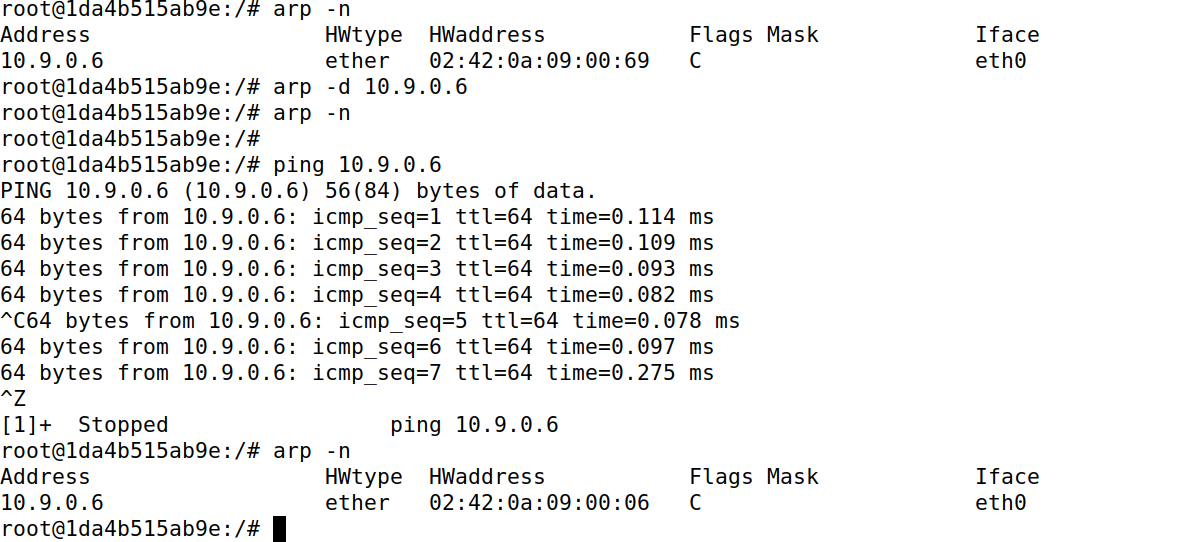 root@1da4b515ab9e:/# arp -n
Address                  HWtype  HWaddress           Flags Mask            Iface
10.9.0.6                 ether   02:42:0a:09:00:69   C                     eth0
root@1da4b515ab9e:/# arp -d 10.9.0.6
root@1da4b515ab9e:/# arp -n
root@1da4b515ab9e:/#
root@1da4b515ab9e:/# ping 10.9.0.6
PING 10.9.0.6 (10.9.0.6) 56(84) bytes of data.
64 bytes from 10.9.0.6: icmp_seq=1 ttl=64 time=0.114 ms
64 bytes from 10.9.0.6: icmp_seq=2 ttl=64 time=0.109 ms
64 bytes from 10.9.0.6: icmp_seq=3 ttl=64 time=0.093 ms
64 bytes from 10.9.0.6: icmp_seq=4 ttl=64 time=0.082 ms
^C64 bytes from 10.9.0.6: icmp_seq=5 ttl=64 time=0.078 ms
64 bytes from 10.9.0.6: icmp_seq=6 ttl=64 time=0.097 ms
64 bytes from 10.9.0.6: icmp_seq=7 ttl=64 time=0.275 ms
^Z
[1]+  Stopped                 ping 10.9.0.6
root@1da4b515ab9e:/# arp -n
Address                  HWtype  HWaddress           Flags Mask            Iface
10.9.0.6                 ether   02:42:0a:09:00:06   C                     eth0
root@1da4b515ab9e:/#